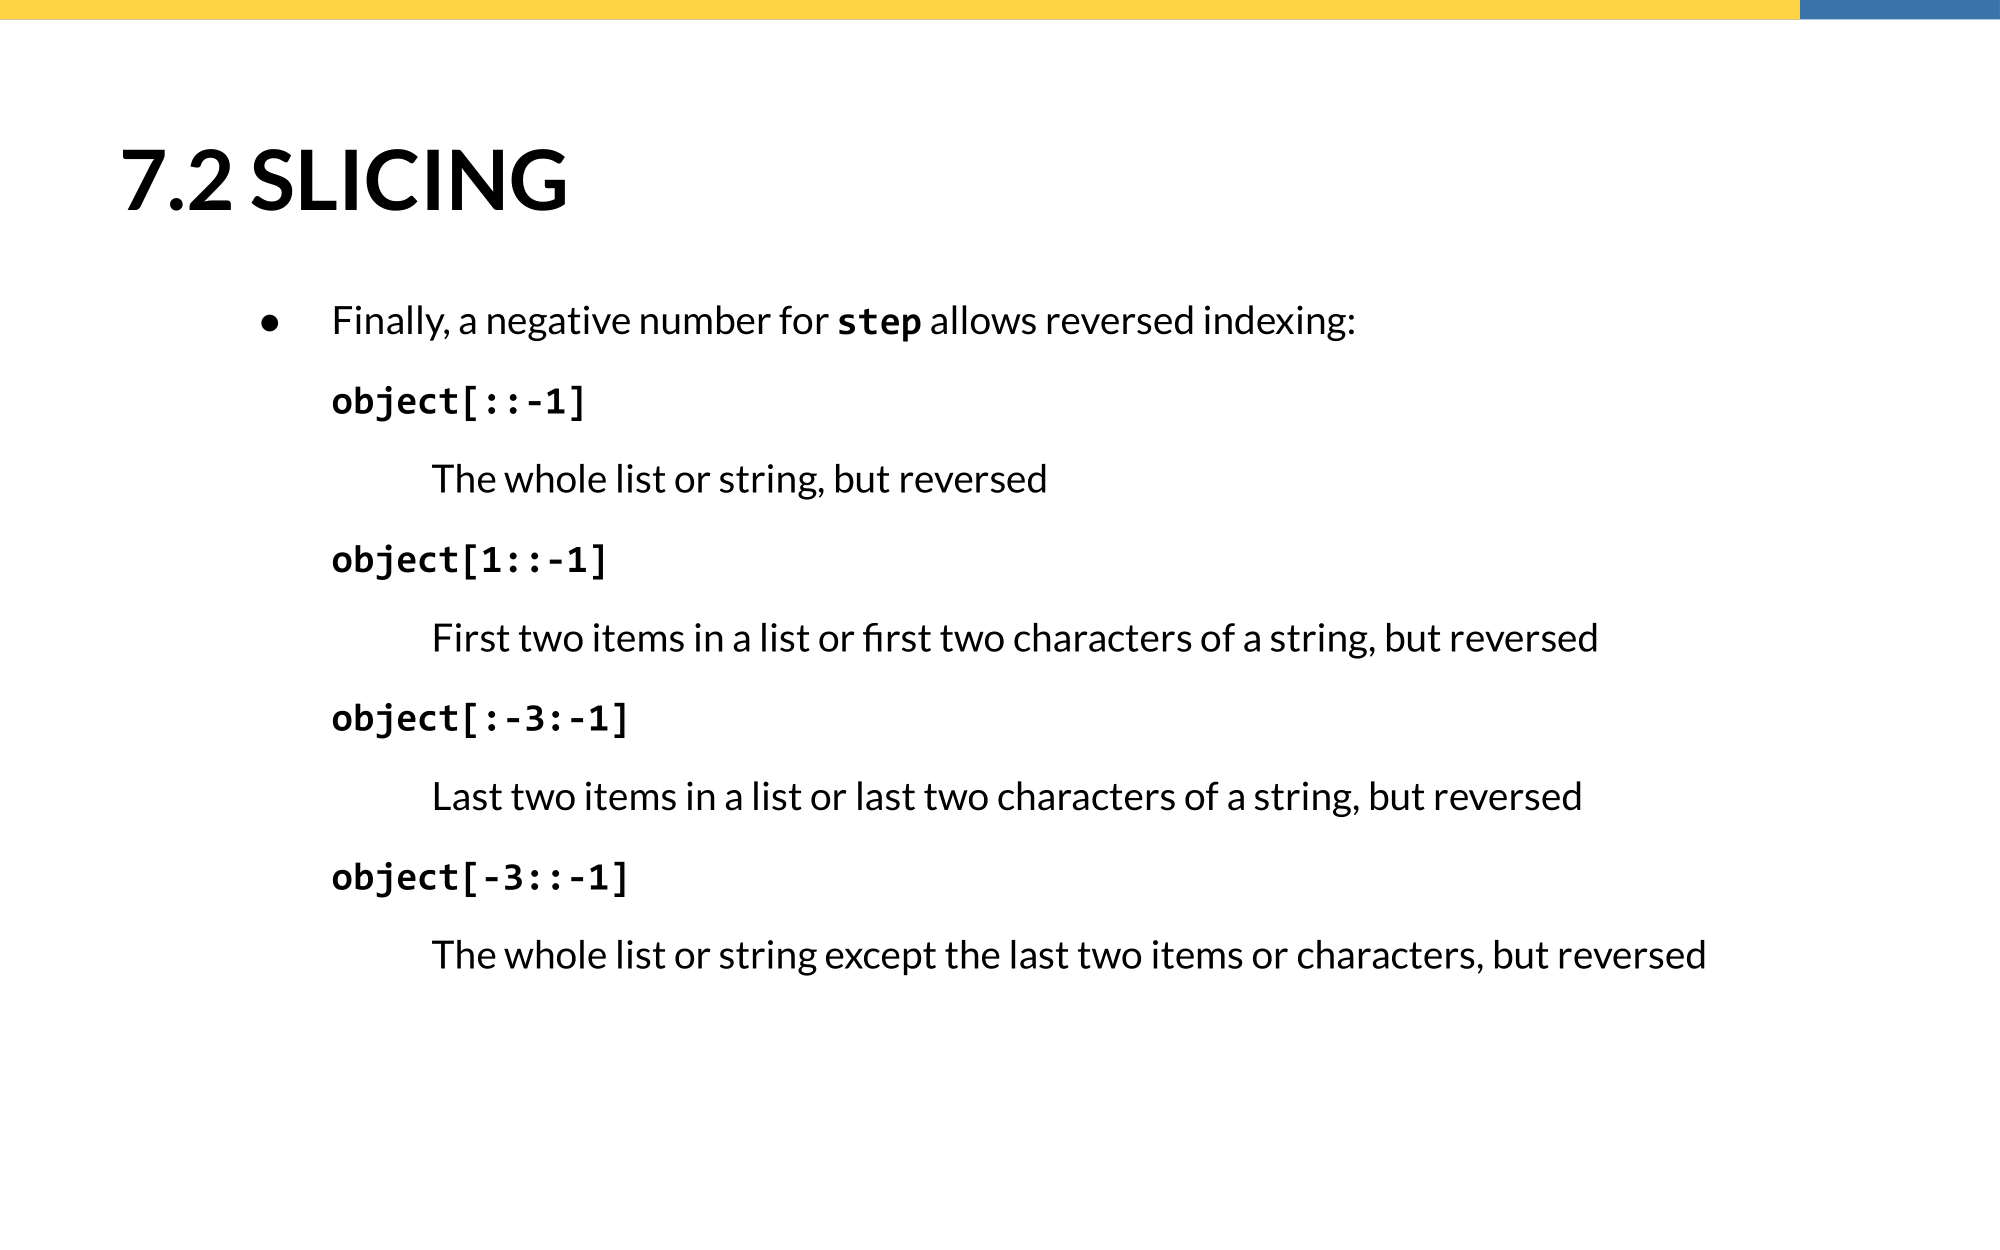 7.2 SLICING
● Finally, a negative number for step allows reversed indexing:
object[::-1]
The whole list or string, but reversed
object[1::-1]
First two items in a list or first two characters of a string, but reversed
object[:-3:-1]
Last two items in a list or last two characters of a string, but reversed
object[-3::-1]
The whole list or string except the last two items or characters, but reversed